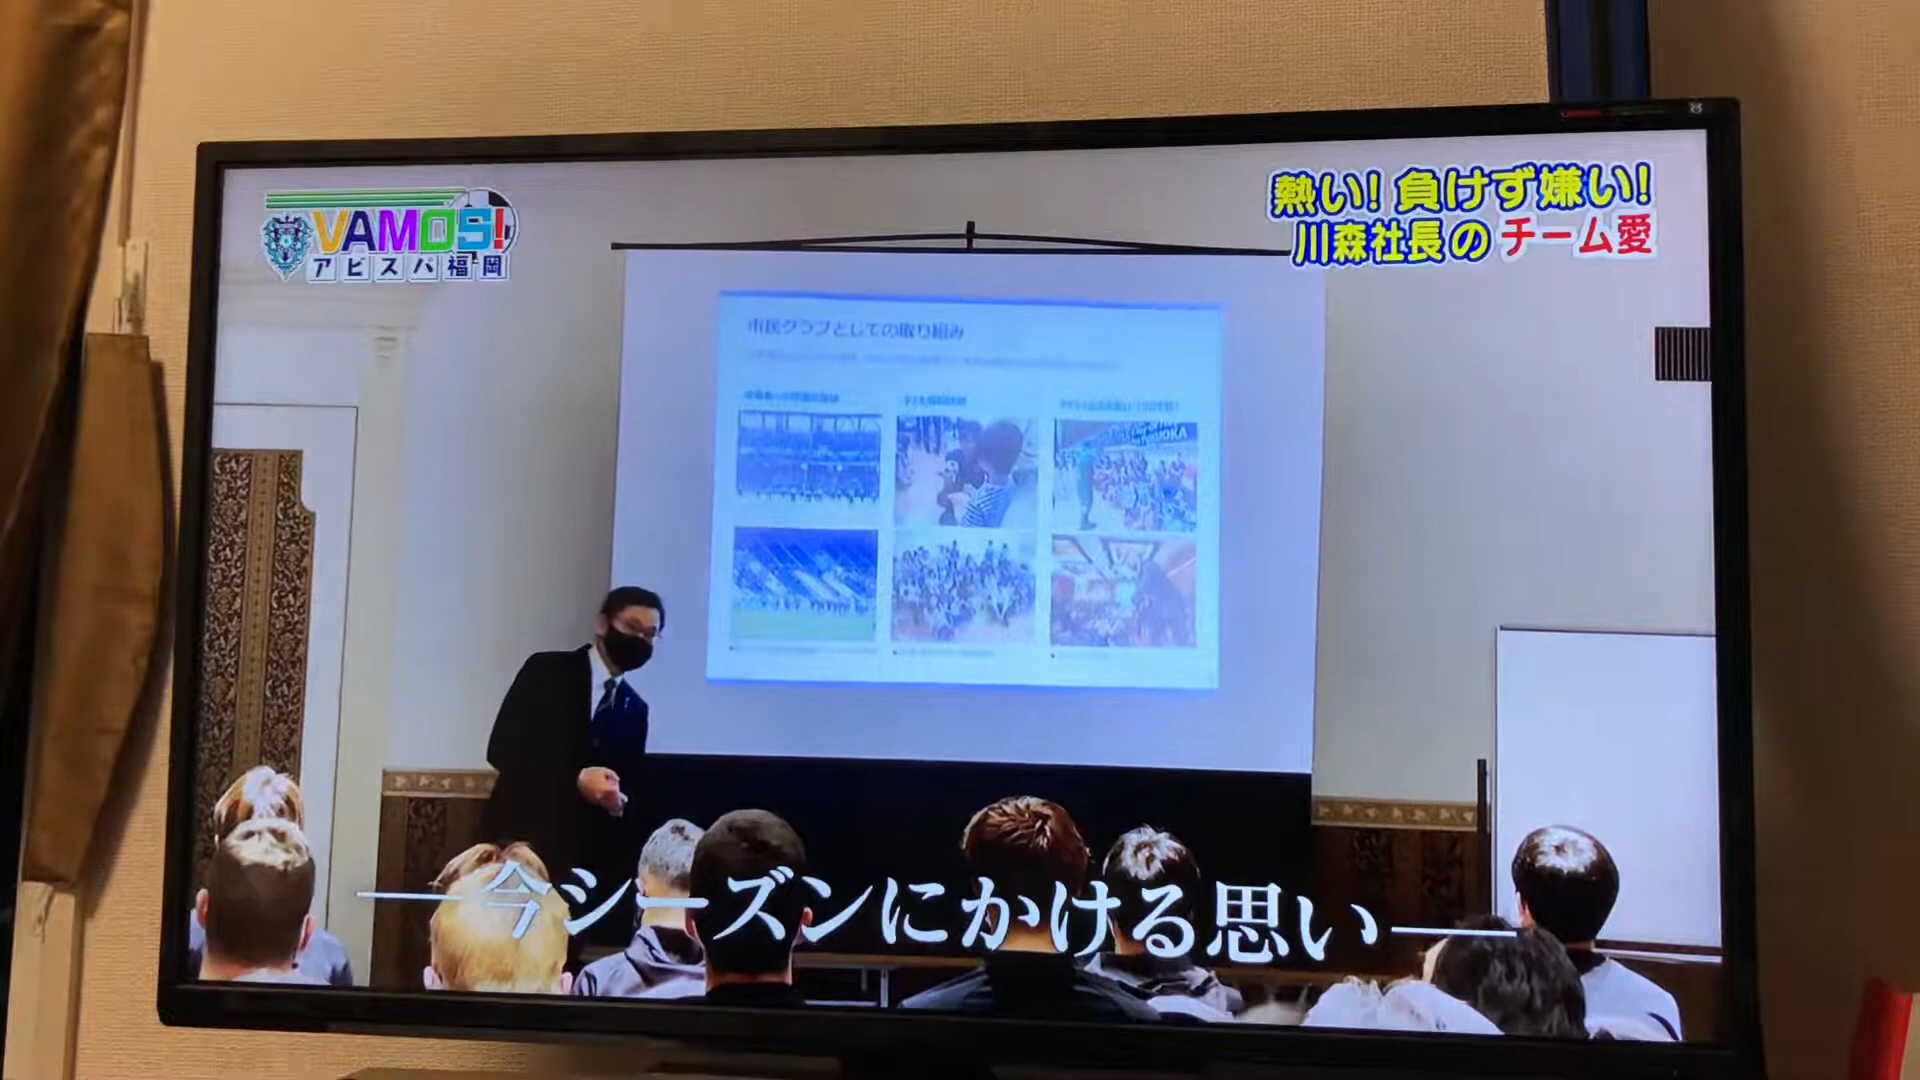 VAMOS!
アビスパ福岡
熱い!負けず嫌い!
川森社長のチーム愛
市民クラブとしての取り組み
―今シーズンにかける思い―